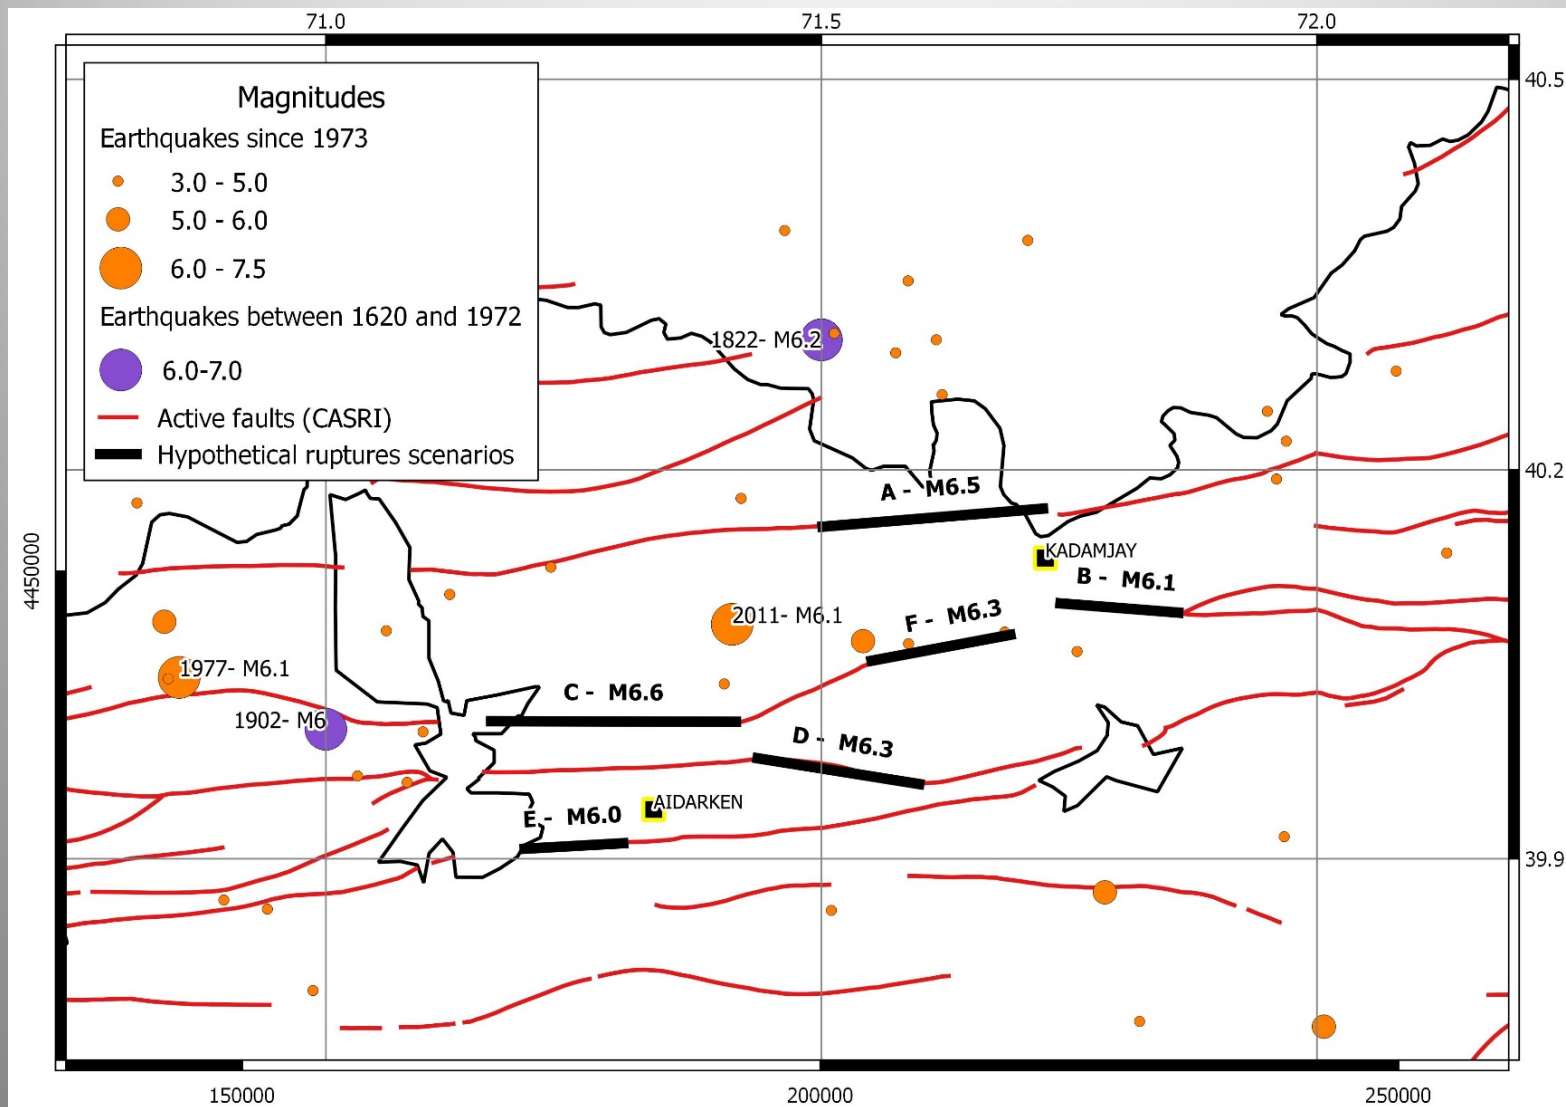 71.0
71.5
72.0
40.5
Magnitudes
Earthquakes since 1973
3.0 - 5.0
5.0 - 6.0
6.0 - 7.5
Earthquakes between 1620 and 1972
6.0-7.0
Active faults (CASRI)
Hypothetical ruptures scenarios
1822- M6.2
40.2
A - M6.5
KADAMJAY
B - M6.1
4450000
2011- M6.1
F - M6.3
1977- M6.1
C - M6.6
1902- M6
D - M6.3
AIDARKEN
E - M6.0
39.9
150000
200000
250000